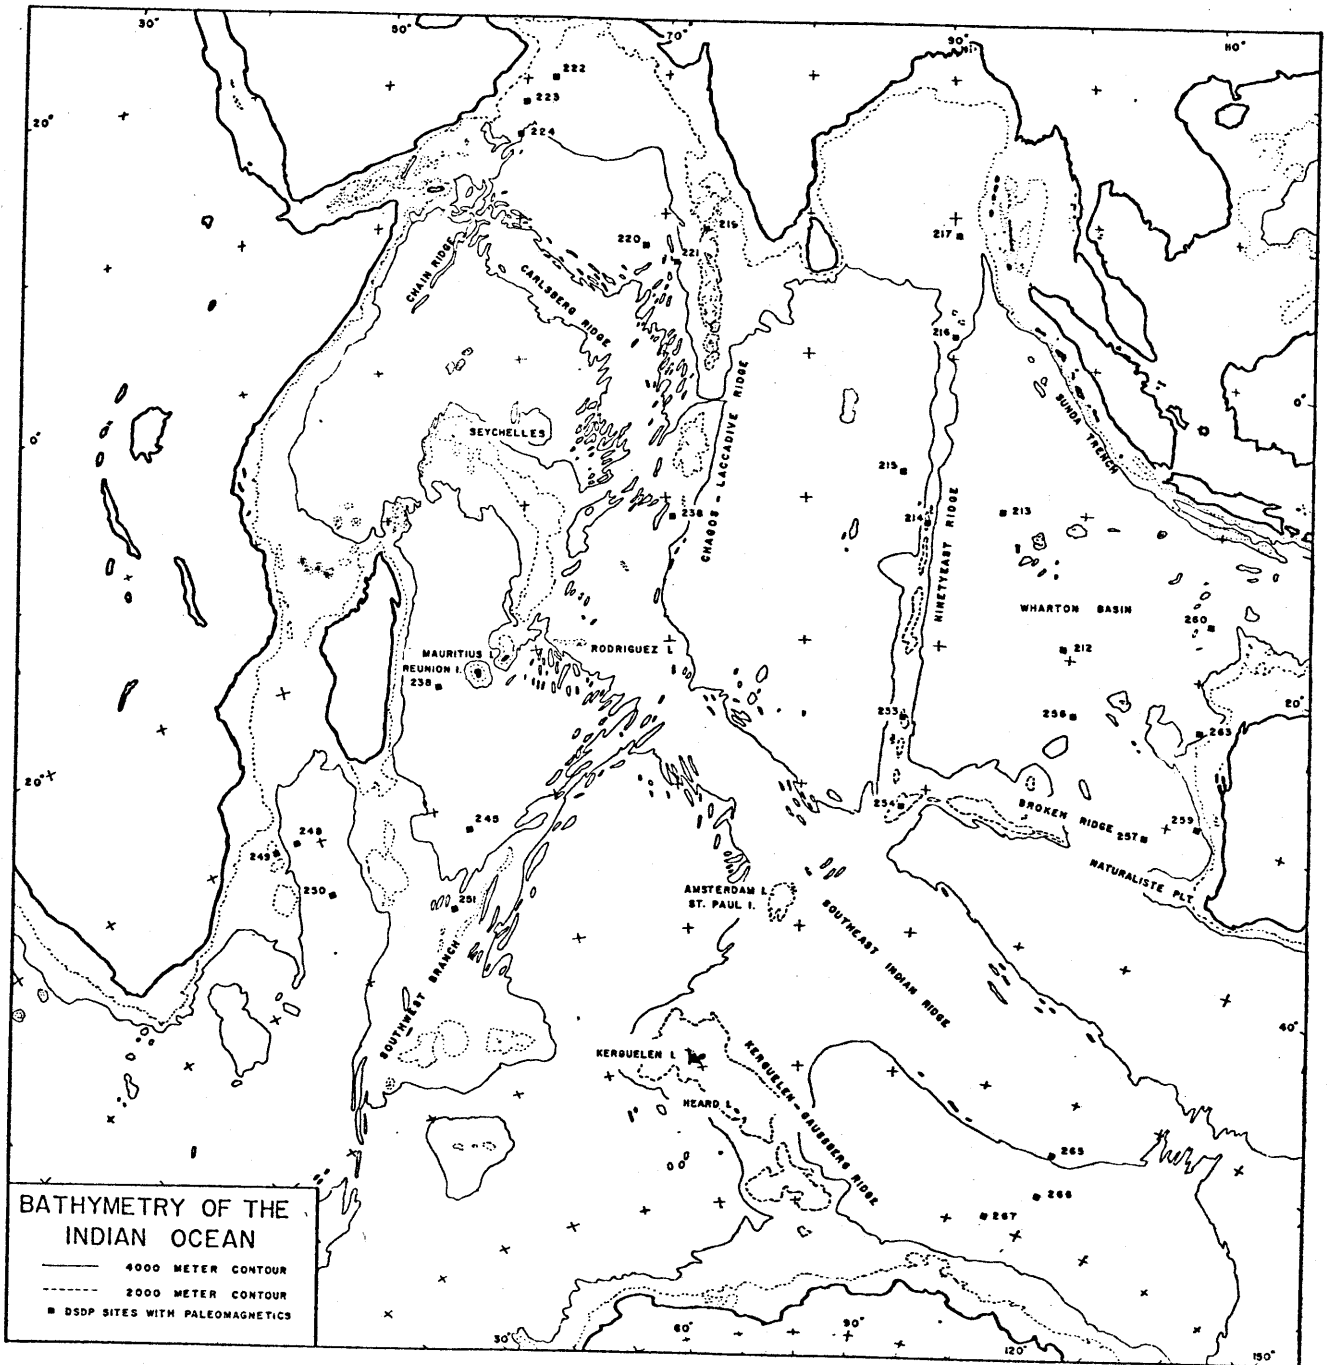 30°
50°
70°
90°
110°
222
223
224
20°
219
220
221
217
CHAIN RIDGE
CARLSBERG RIDGE
216
CHAGOS - LACCADIVE RIDGE
SUNDA TRENCH
0°
0°
SEYCHELLES
215
NINETYEAST RIDGE
236
214
213
WHARTON BASIN
260
MAURITIUS I.
RODRIGUEZ I.
REUNION I.
212
238
253
256
20°
263
20°
254
BROKEN RIDGE
257
259
245
248
249
NATURALISTE PLT.
AMSTERDAM I.
ST. PAUL I.
250
251
SOUTHEAST INDIAN RIDGE
SOUTHWEST BRANCH
40°
KERGUELEN I.
KERGUELEN - GAUSSBERG RIDGE
HEARD I.
265
266
267
BATHYMETRY OF THE
INDIAN OCEAN
4000 METER CONTOUR
2000 METER CONTOUR
DSDP SITES WITH PALEOMAGNETICS
30°
60°
90°
120°
150°